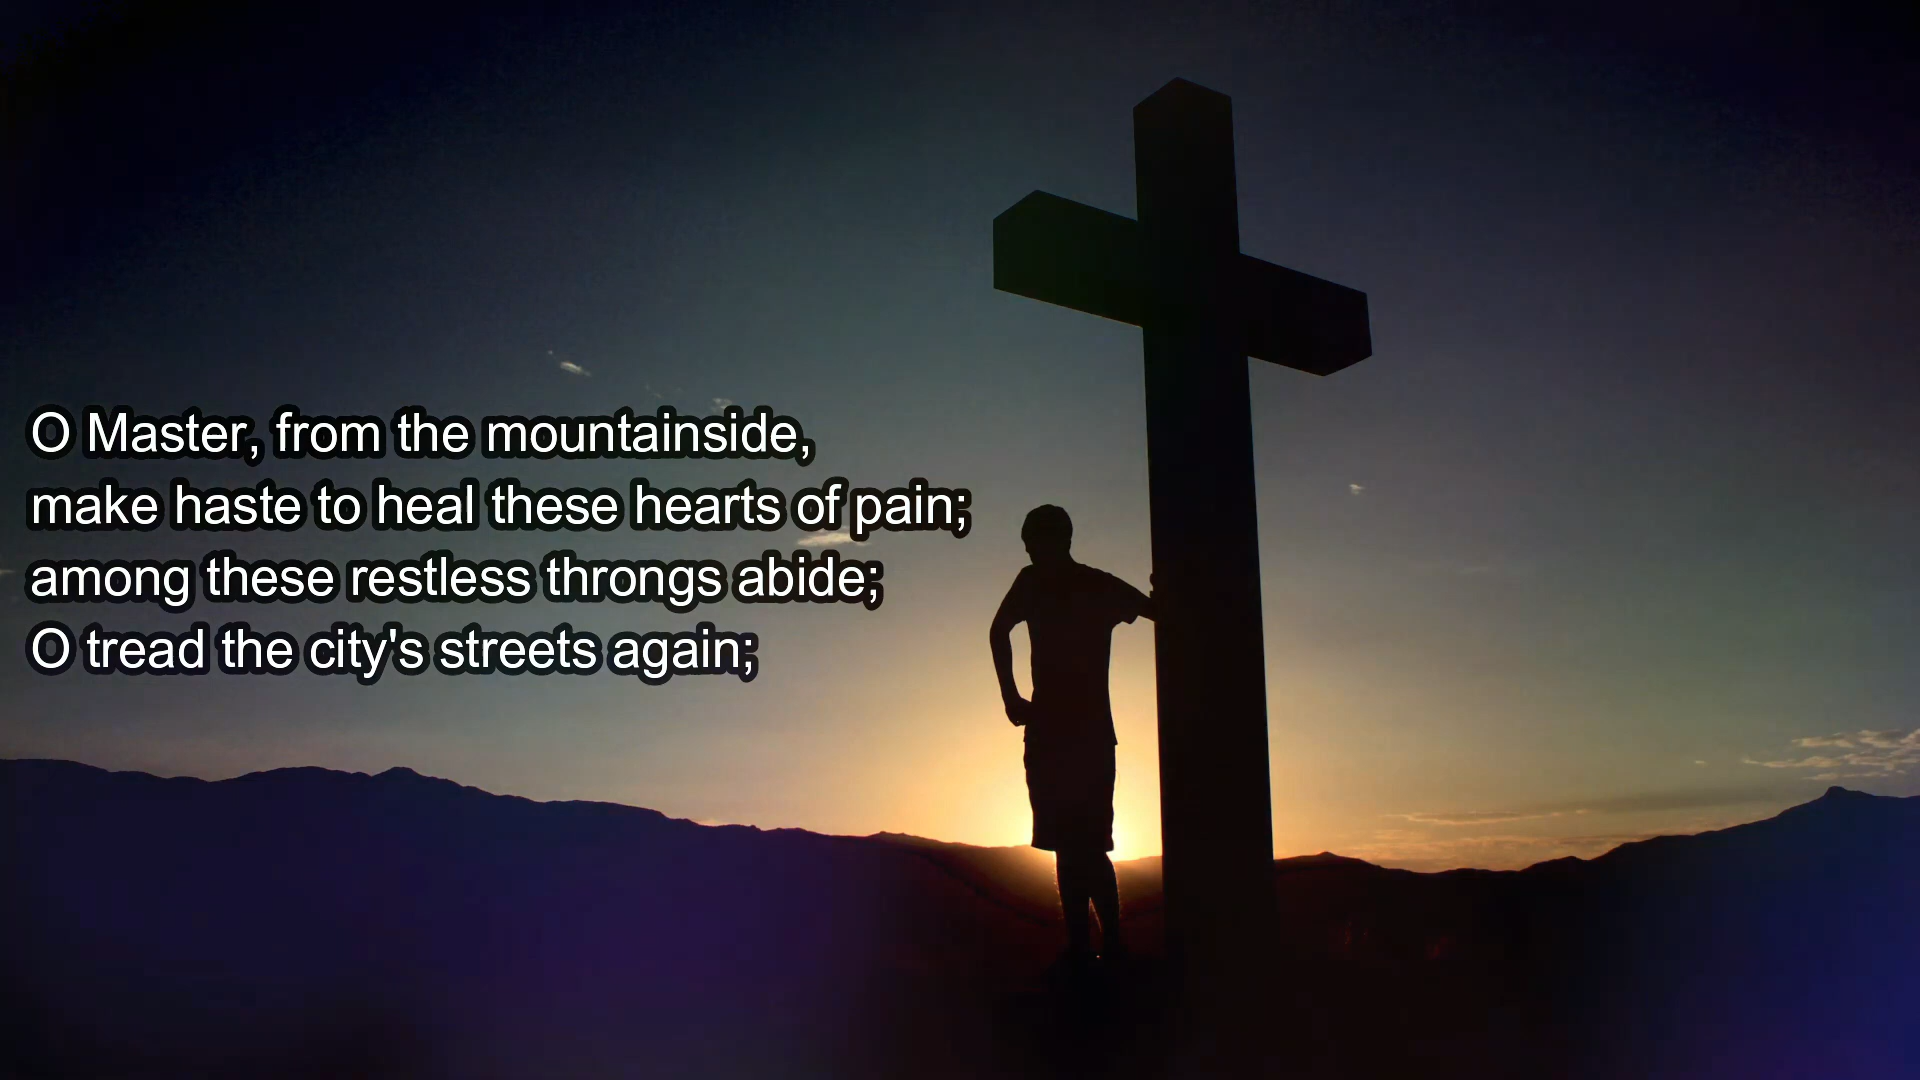 O Master, from the mountainside,
make haste to heal these hearts of pain;
among these restless throngs abide;
O tread the city's streets again;